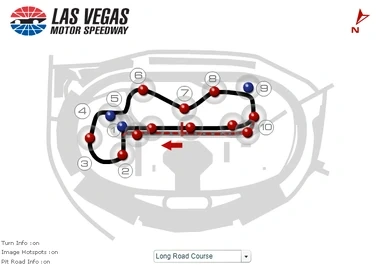 LAS VEGAS
MOTOR SPEEDWAY
N
6
7
8
9
5
4
1
10
3
2
Turn Info : on
Image Hotspots : on
Pit Road Info : on
Long Road Course